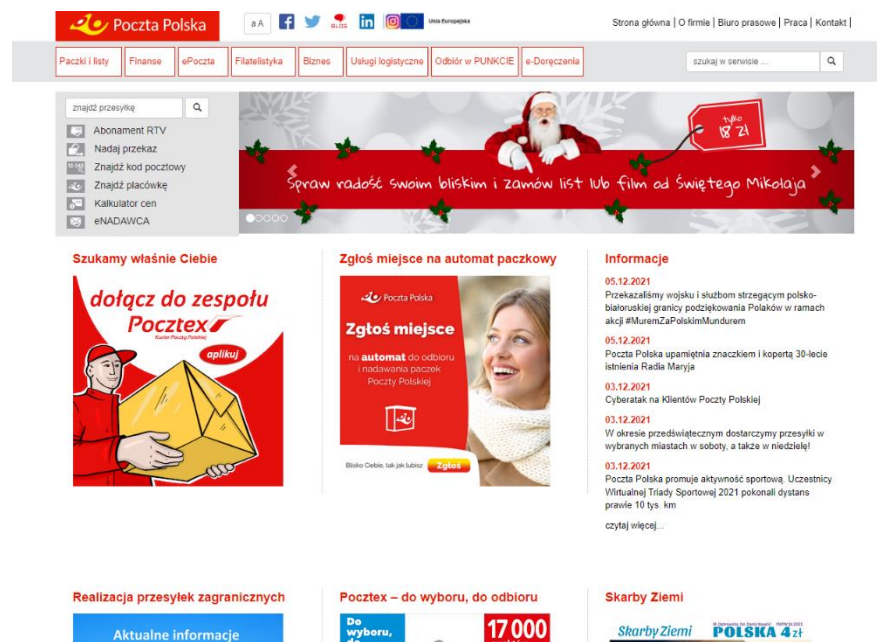 Poczta Polska
a A
BLOG
in
Unia Europejska
Strona główna | O firmie | Biuro prasowe | Praca | Kontakt |
Paczki i listy
Finanse
ePoczta
Filatelistyka
Biznes
Usługi logistyczne
Odbiór w PUNKCIE
e-Doręczenia
szukaj w serwisie ...
znajdź przesyłkę
Abonament RTV
Nadaj przekaz
Znajdź kod pocztowy
Znajdź placówkę
Kalkulator cen
eNADAWCA
tylko
18 zł
Spraw radość swoim bliskim i zamów list lub film od Świętego Mikołaja
Szukamy właśnie Ciebie
dołącz do zespołu
Pocztex
Kurier Poczty Polskiej
aplikuj
Zgłoś miejsce na automat paczkowy
Poczta Polska
Zgłoś miejsce
na automat do odbioru
i nadawania paczek
Poczty Polskiej
Blisko Ciebie, tak jak lubisz
Zgłoś
Informacje
05.12.2021
Przekazaliśmy wojsku i służbom strzegącym polsko-
białoruskiej granicy podziękowania Polaków w ramach
akcji #MuremZaPolskimMundurem
05.12.2021
Poczta Polska upamiętnia znaczkiem i kopertą 30-lecie
istnienia Radia Maryja
03.12.2021
Cyberatak na Klientów Poczty Polskiej
03.12.2021
W okresie przedświątecznym dostarczymy przesyłki w
wybranych miastach w soboty, a także w niedzielę!
03.12.2021
Poczta Polska promuje aktywność sportową. Uczestnicy
Wirtualnej Triady Sportowej 2021 pokonali dystans
prawie 10 tys. km
czytaj więcej...
Realizacja przesyłek zagranicznych
Aktualne informacje
Pocztex – do wyboru, do odbioru
Do
wyboru,
do
17 000
Skarby Ziemi
Skarby Ziemi
POLSKA 4 zł